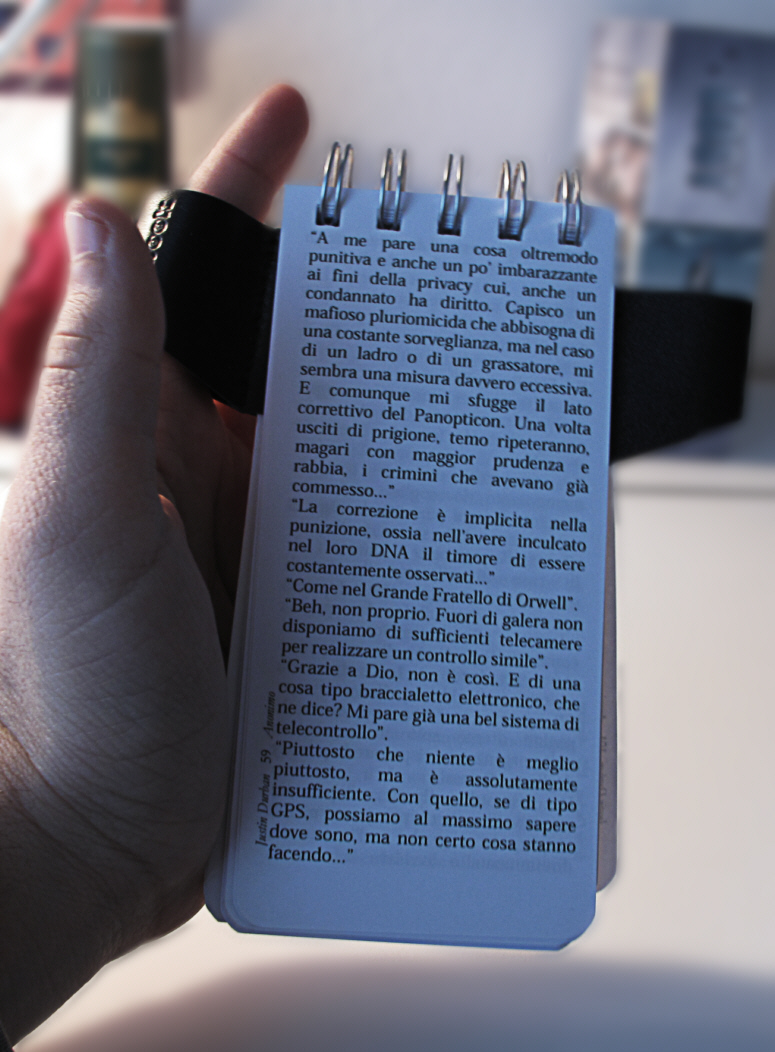 “A me pare una cosa oltremodo
punitiva e anche un po’ imbarazzante
ai fini della privacy cui, anche un
condannato ha diritto. Capisco un
mafioso pluriomicida che abbisogna di
una costante sorveglianza, ma nel caso
di un ladro o di un grassatore, mi
sembra una misura davvero eccessiva.
E comunque mi sfugge il lato
correttivo del Panopticon. Una volta
usciti di prigione, temo ripeteranno,
magari con maggior prudenza e
rabbia, i crimini che avevano già
commesso...”
“La correzione è implicita nella
punizione, ossia nell’avere inculcato
nel loro DNA il timore di essere
costantemente osservati...”
“Come nel Grande Fratello di Orwell”.
“Beh, non proprio. Fuori di galera non
disponiamo di sufficienti telecamere
per realizzare un controllo simile”.
“Grazie a Dio, non è così. E di una
cosa tipo braccialetto elettronico, che
ne dice? Mi pare già una bel sistema di
telecontrollo”.
“Piuttosto che niente è meglio
piuttosto, ma è assolutamente
insufficiente. Con quello, se di tipo
GPS, possiamo al massimo sapere
dove sono, ma non certo cosa stanno
facendo...”
59 Anonimo